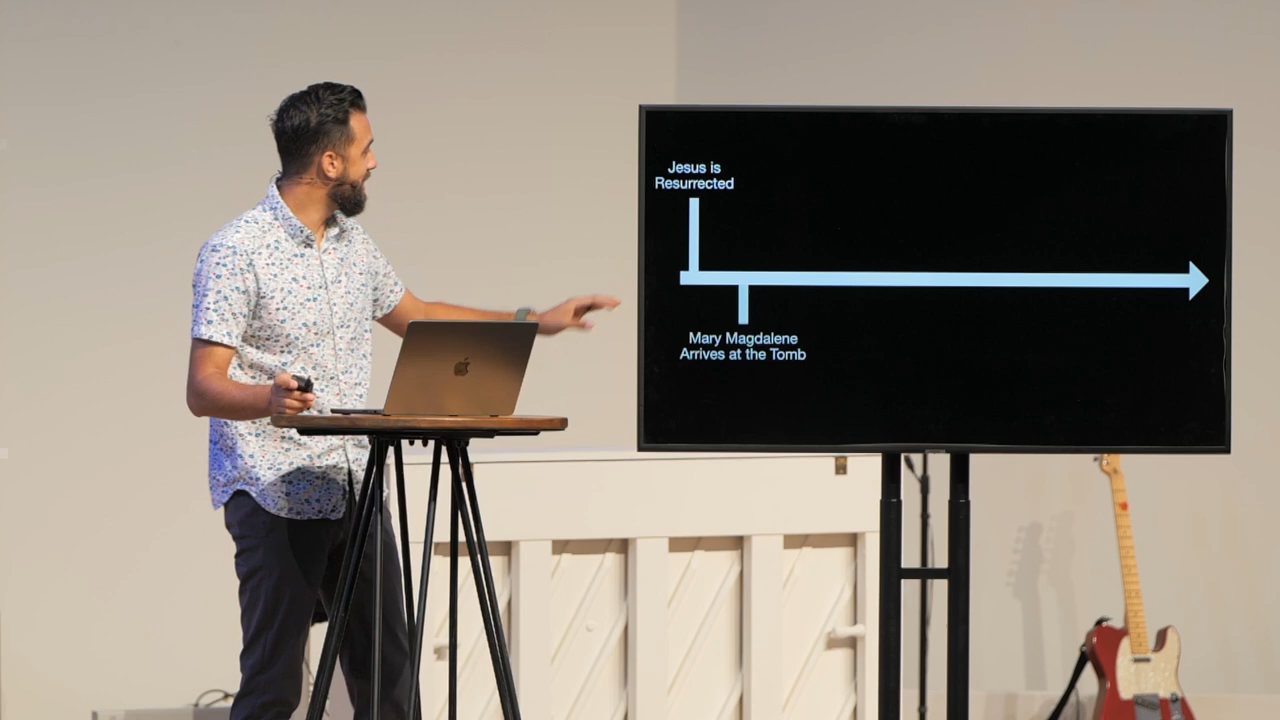 Jesus is
Resurrected
Mary Magdalene
Arrives at the Tomb